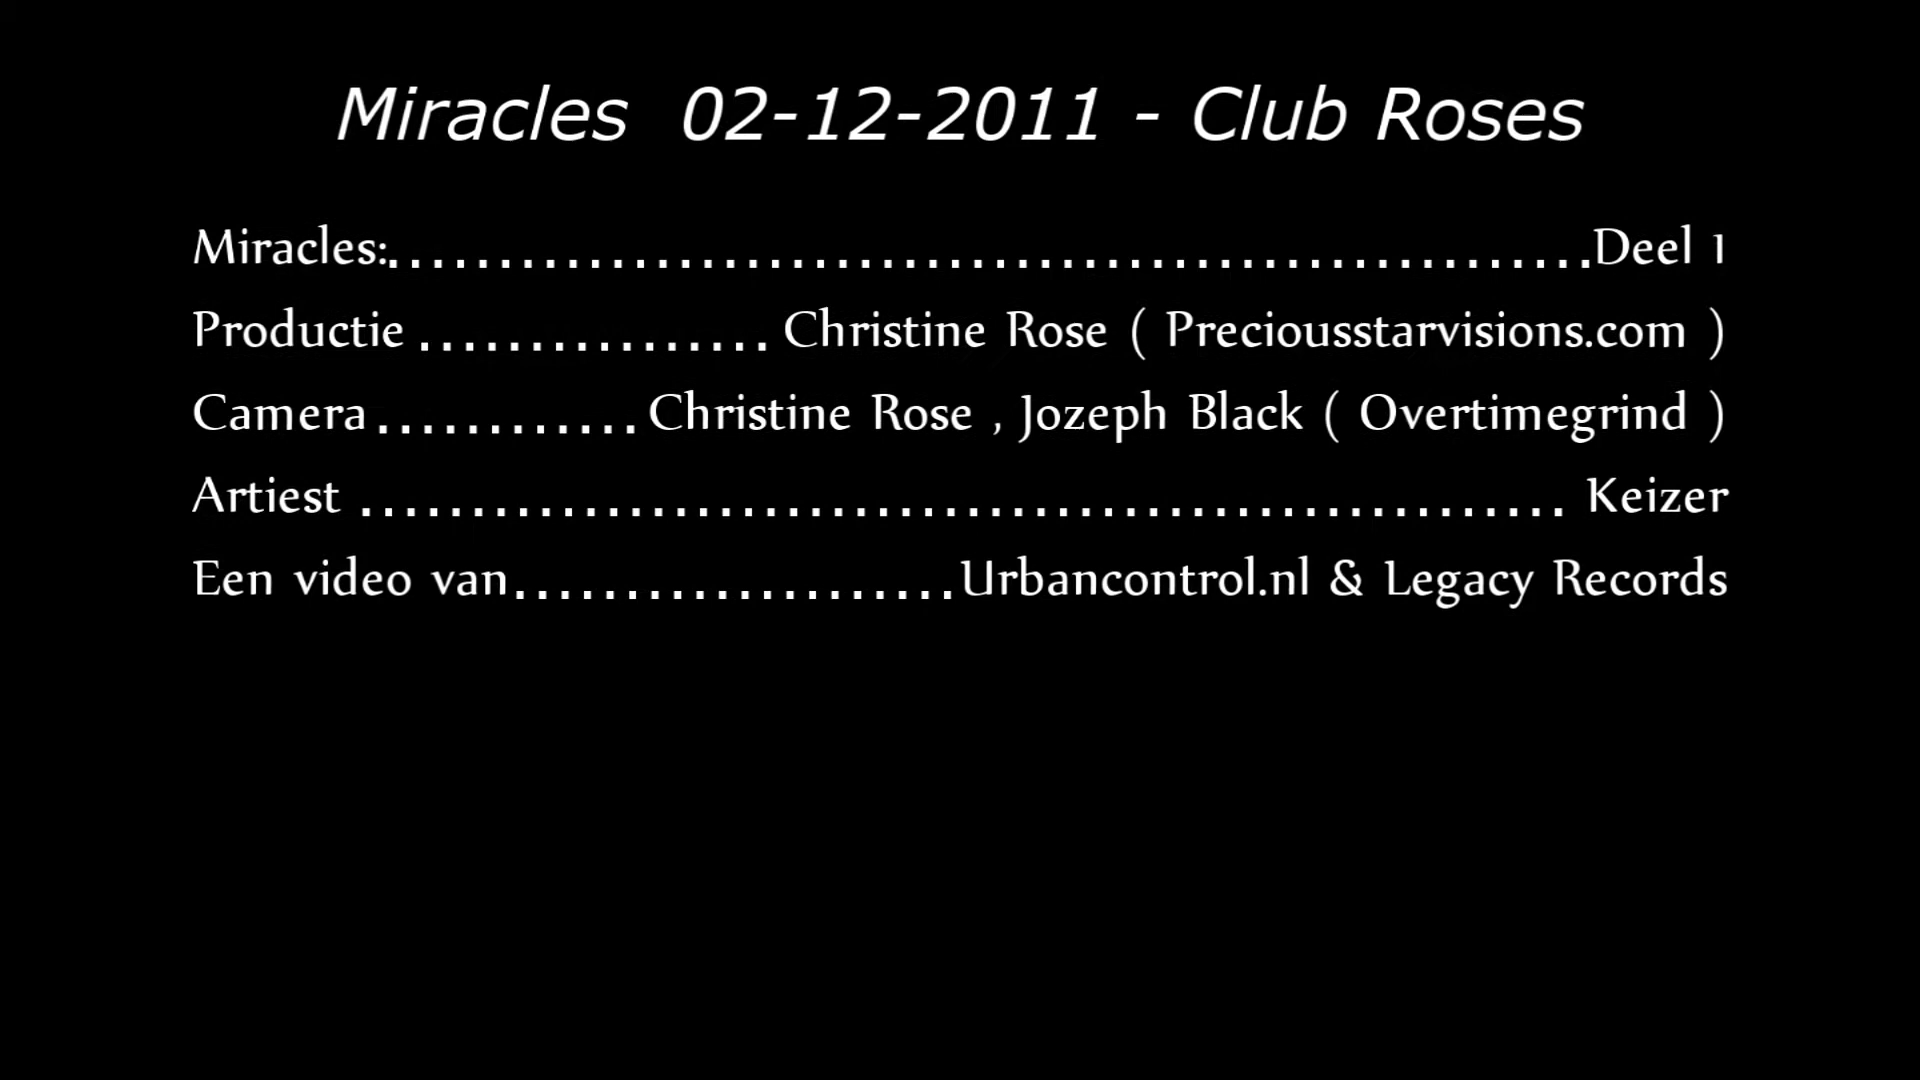 Miracles  02-12-2011 - Club Roses
Miracles:......................................................Deel 1
Productie ................ Christine Rose ( Preciousstarvisions.com )
Camera ............ Christine Rose , Jozeph Black ( Overtimegrind )
Artiest ...................................................... Keizer
Een video van....................Urbancontrol.nl & Legacy Records